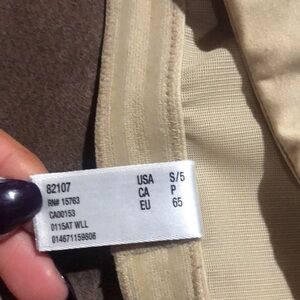 82107 USA S/5
RN# 15763 CA P
CA00153 EU 65
0115AT WLL
014671159806